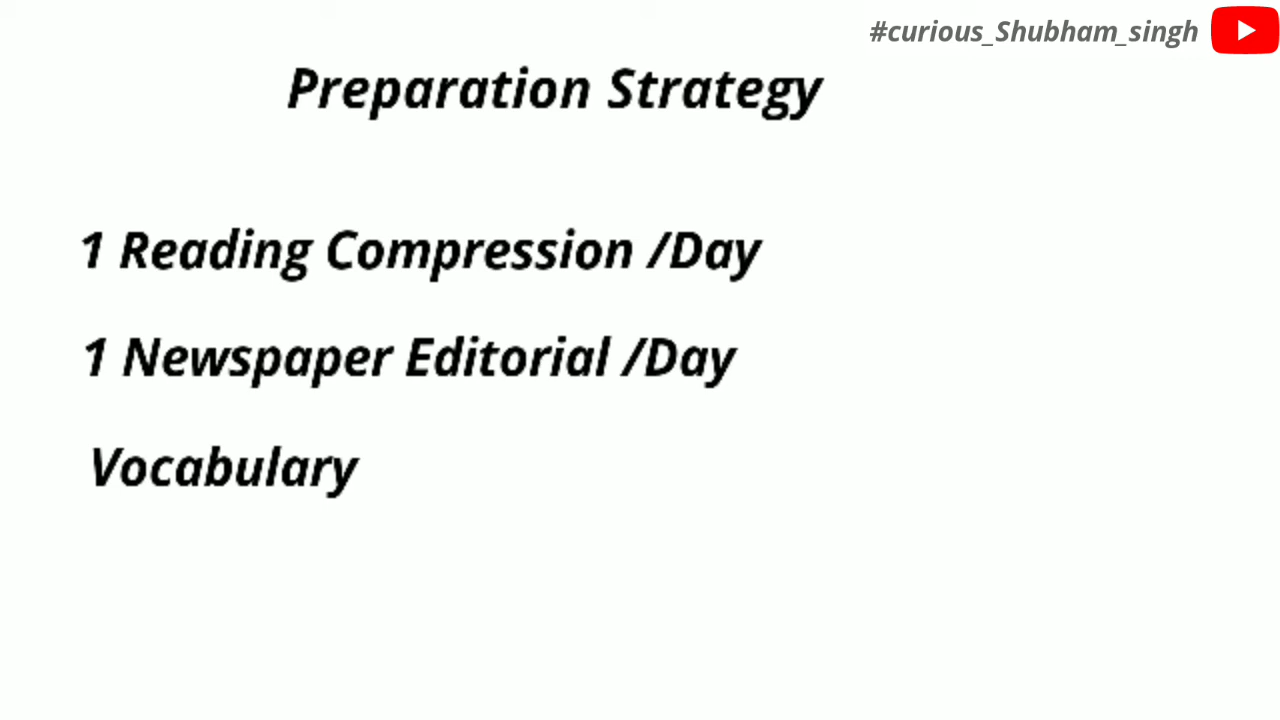 #curious_Shubham_singh
Preparation Strategy
1 Reading Compression /Day
1 Newspaper Editorial /Day
Vocabulary